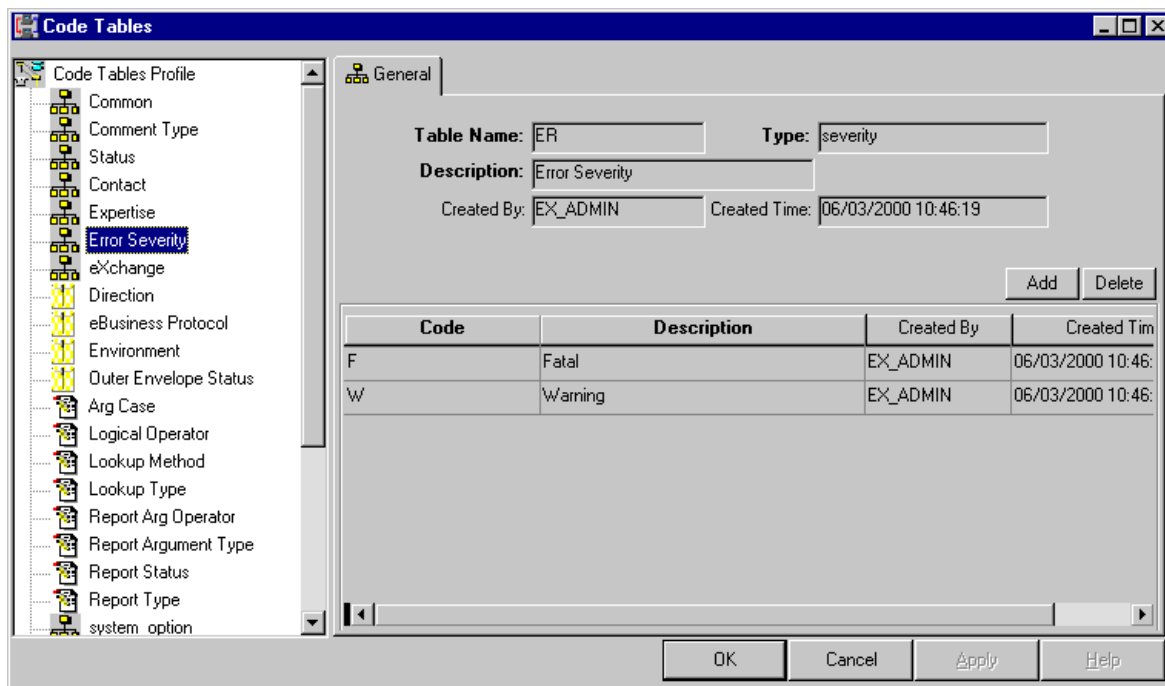 Code Tables
Code Tables Profile
Common
Comment Type
Status
Contact
Expertise
Error Severity
eXchange
Direction
eBusiness Protocol
Environment
Outer Envelope Status
Arg Case
Logical Operator
Lookup Method
Lookup Type
Report Arg Operator
Report Argument Type
Report Status
Report Type
system_option
General
Table Name: ER Type: severity
Description: Error Severity
Created By: EX_ADMIN Created Time: 06/03/2000 10:46:19
Add Delete
Code Description Created By Created Tim
F Fatal EX_ADMIN 06/03/2000 10:46:
W Warning EX_ADMIN 06/03/2000 10:46:
OK Cancel Apply Help